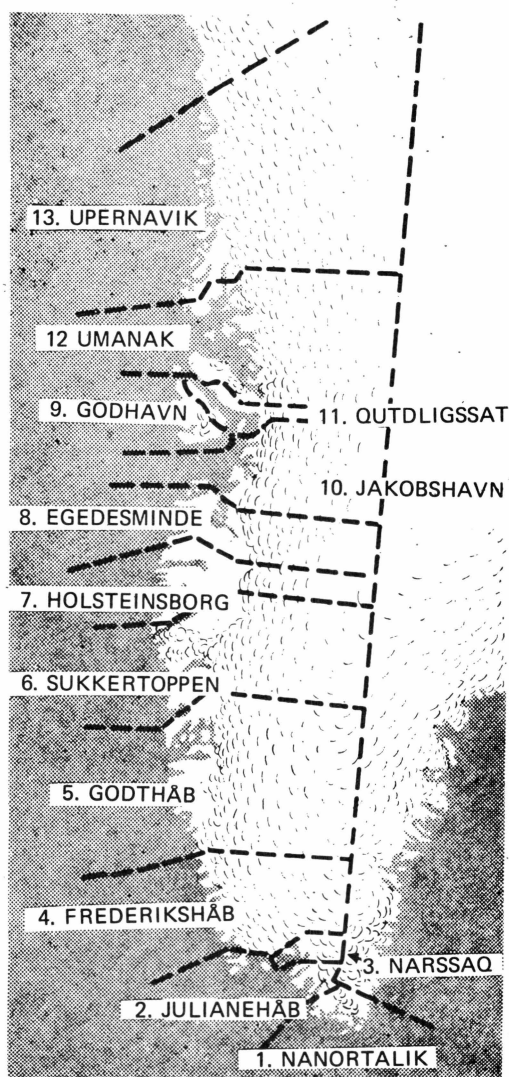 13. UPERNAVIK
12 UMANAK
9. GODHAVN
11. QUTDLIGSSAT
10. JAKOBSHAVN
8. EGEDESMINDE
7. HOLSTEINSBORG
6. SUKKERTOPPEN
5. GODTHÅB
4. FREDERIKSHÅB
3. NARSSAQ
2. JULIANEHÅB
1. NANORTALIK